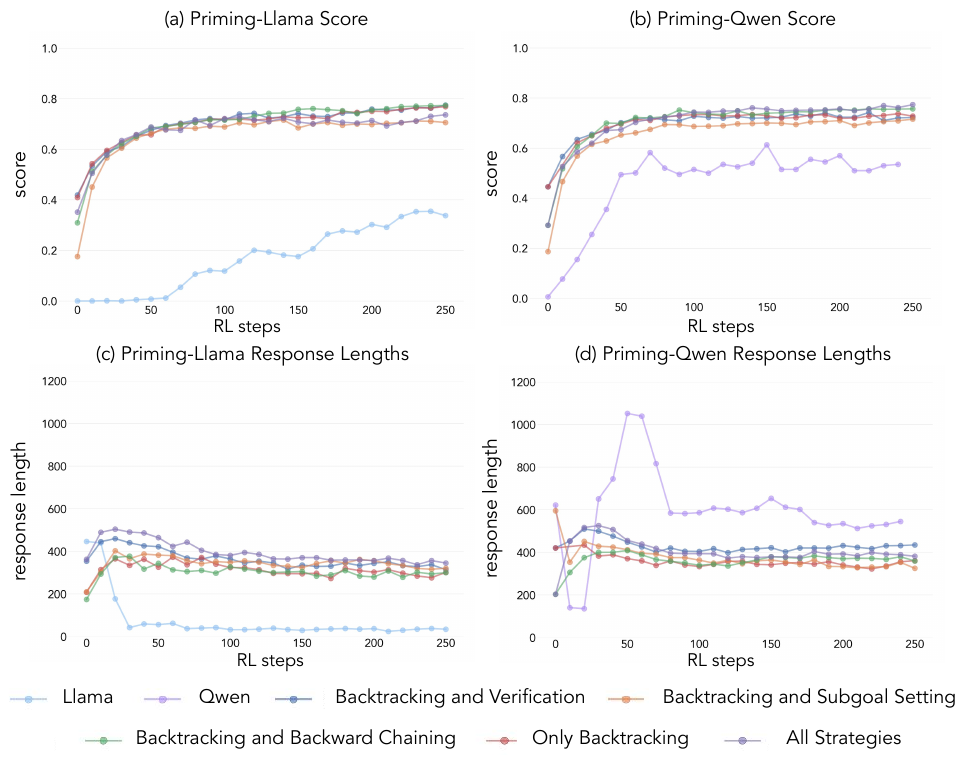 (a) Priming-Llama Score
(b) Priming-Qwen Score
1.0
0.8
0.6
0.4
0.2
0.0
score
0 50 100 150 200 250
RL steps
1.0
0.8
0.6
0.4
0.2
0.0
score
0 50 100 150 200 250
RL steps
(c) Priming-Llama Response Lengths
(d) Priming-Qwen Response Lengths
1200
1000
800
600
400
200
0
response length
0 50 100 150 200 250
RL steps
1200
1000
800
600
400
200
0
response length
0 50 100 150 200 250
RL steps
Llama Qwen Backtracking and Verification Backtracking and Subgoal Setting
Backtracking and Backward Chaining Only Backtracking All Strategies